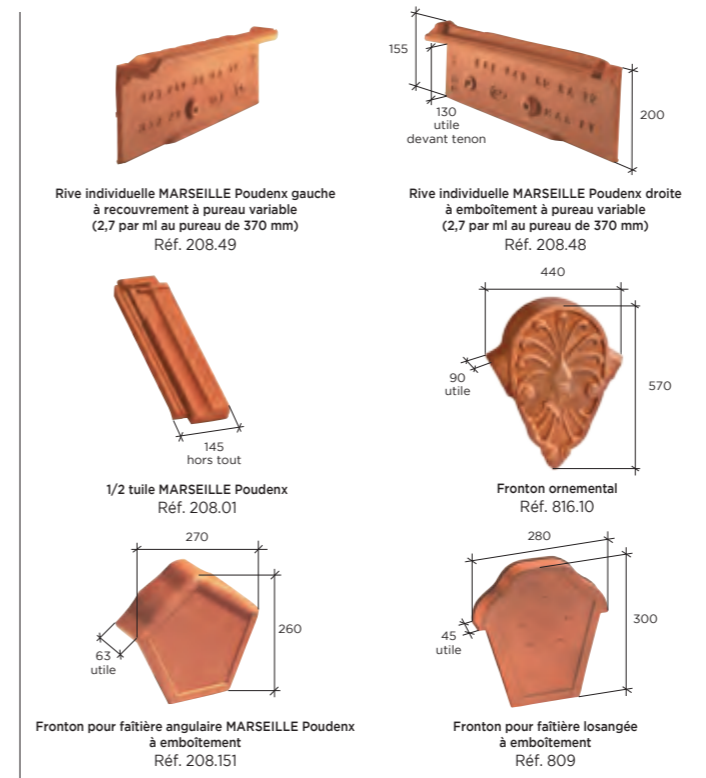 155
130
utile
devant tenon
200
Rive individuelle MARSEILLE Poudenx gauche
à recouvrement à pureau variable
(2,7 par ml au pureau de 370 mm)
Réf. 208.49
Rive individuelle MARSEILLE Poudenx droite
à emboîtement à pureau variable
(2,7 par ml au pureau de 370 mm)
Réf. 208.48
145
hors tout
1/2 tuile MARSEILLE Poudenx
Réf. 208.01
440
90
utile
570
Fronton ornemental
Réf. 816.10
270
63
utile
260
Fronton pour faîtière angulaire MARSEILLE Poudenx
à emboîtement
Réf. 208.151
280
45
utile
300
Fronton pour faîtière losangée
à emboîtement
Réf. 809